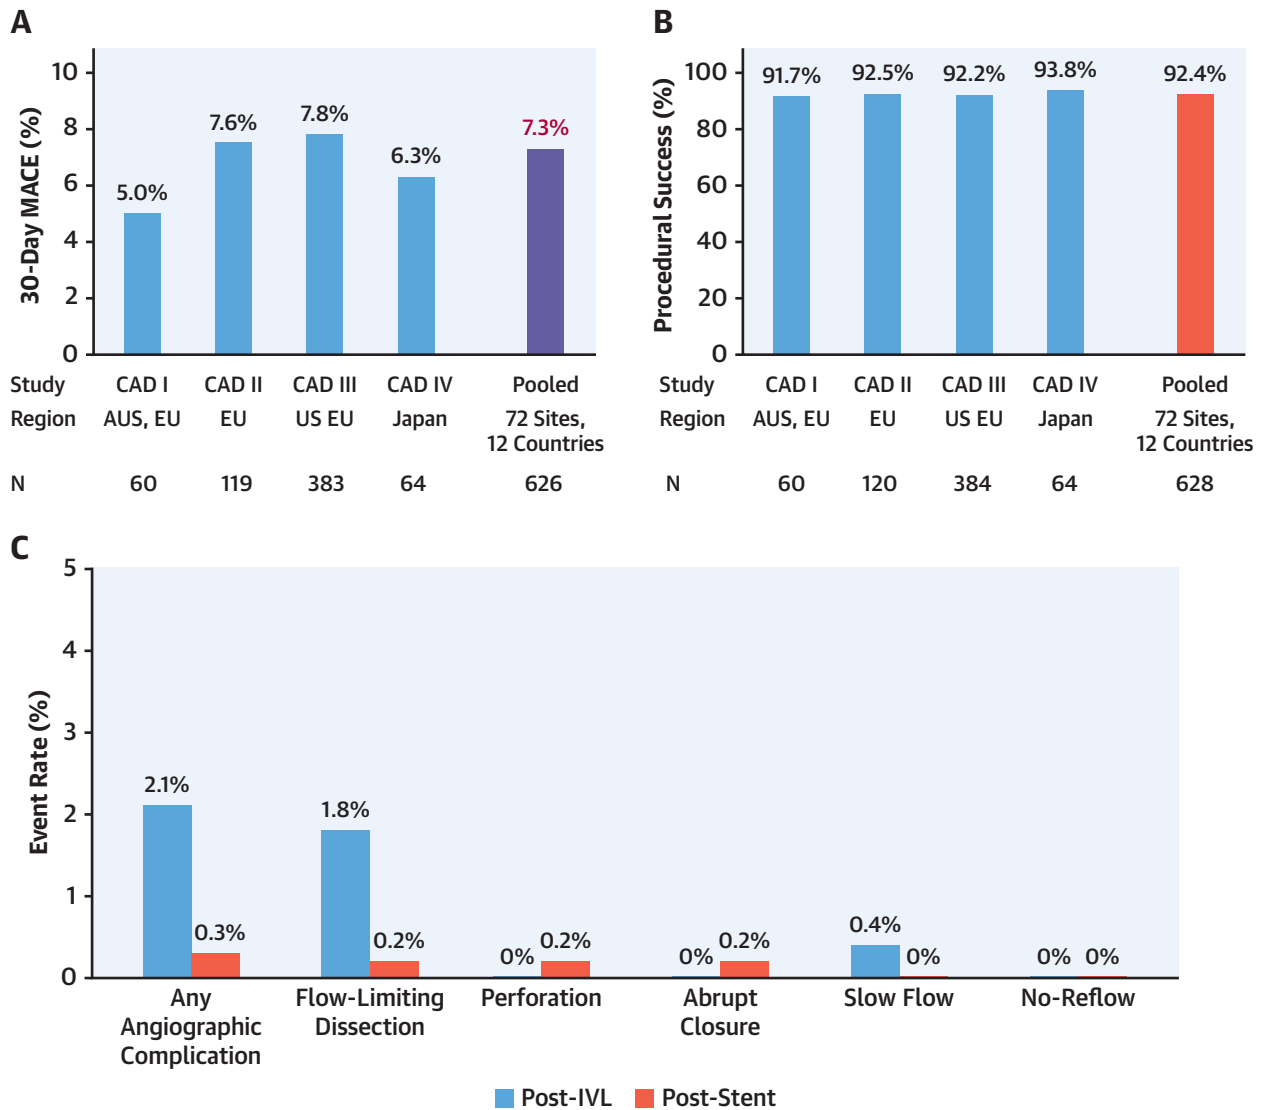 A
30-Day MACE (%)
10
8
6
4
2
0
5.0%
7.6%
7.8%
6.3%
7.3%
Study CAD I CAD II CAD III CAD IV Pooled
Region AUS, EU EU US EU Japan 72 Sites,
12 Countries
N 60 119 383 64 626
B
Procedural Success (%)
100
80
60
40
20
0
91.7%
92.5%
92.2%
93.8%
92.4%
Study CAD I CAD II CAD III CAD IV Pooled
Region AUS, EU EU US EU Japan 72 Sites,
12 Countries
N 60 120 384 64 628
C
Event Rate (%)
5
4
3
2
1
0
2.1%
0.3%
1.8%
0.2%
0%
0.2%
0%
0.2%
0.4%
0%
0%
0%
Any
Angiographic
Complication
Flow-Limiting
Dissection
Perforation
Abrupt
Closure
Slow Flow
No-Reflow
Post-IVL Post-Stent